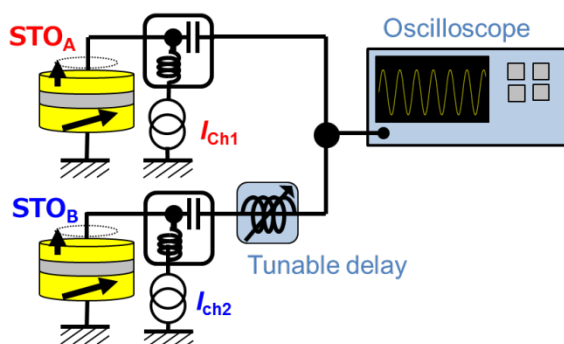 Oscilloscope
STOA
ICh1
STOB
Tunable delay
Ich2